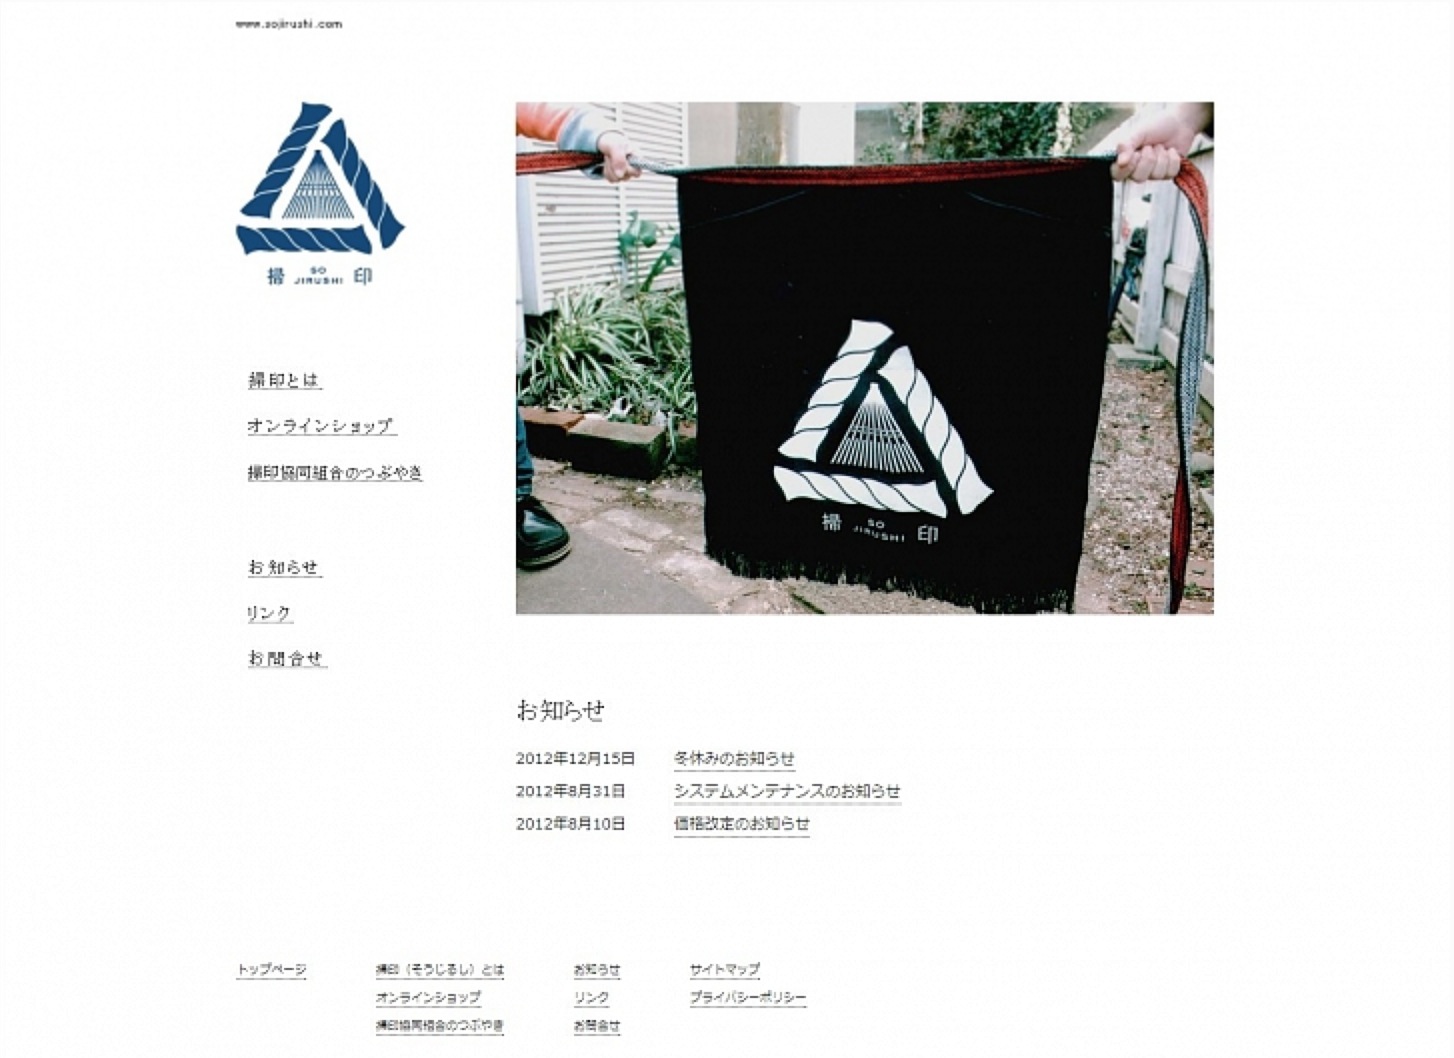 www.sojirushi.com
掃 SO JIRUSHI 印
掃印とは
オンラインショップ
掃印協同組合のつぶやき
お知らせ
リンク
お問合せ
掃 SO JIRUSHI 印
お知らせ
2012年12月15日 冬休みのお知らせ
2012年8月31日 システムメンテナンスのお知らせ
2012年8月10日 価格改定のお知らせ
トップページ 掃印（そうじるし）とは お知らせ サイトマップ
オンラインショップ リンク プライバシーポリシー
掃印協同組合のつぶやき お問合せ